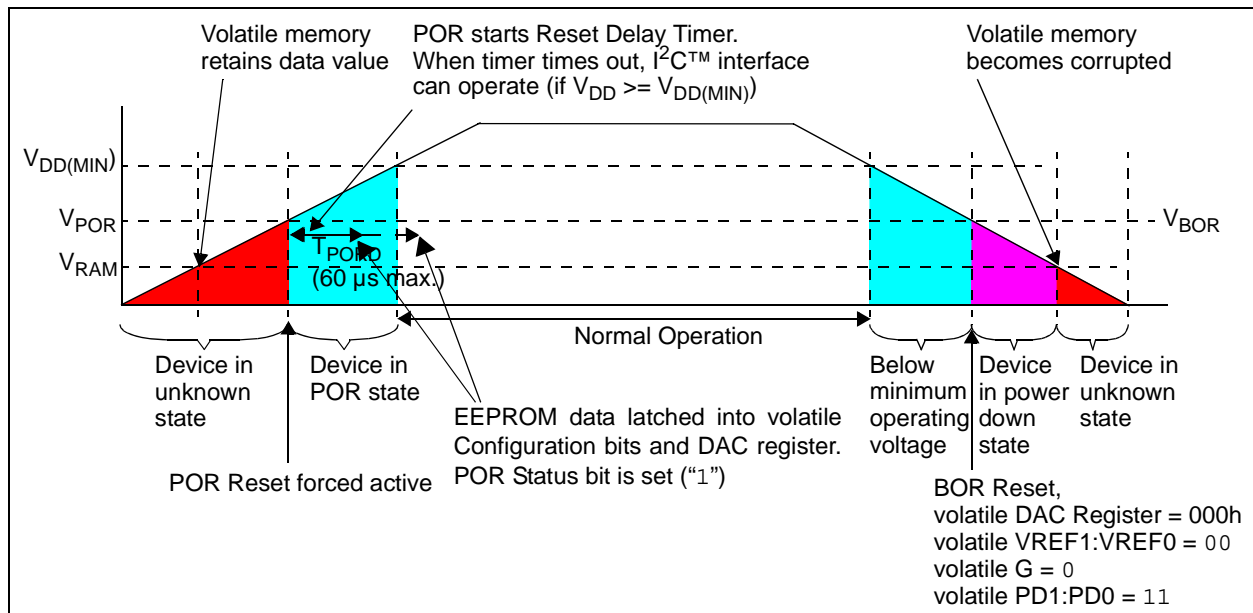 Volatile memory
retains data value
POR starts Reset Delay Timer.
When timer times out, I²C™ interface
can operate (if VDD >= VDD(MIN))
Volatile memory
becomes corrupted
VDD(MIN)
VPOR
VBOR
VRAM
TPORD
(60 µs max.)
Normal Operation
Device in
unknown
state
Device in
POR state
Below
minimum
operating
voltage
Device
in power
down
state
Device in
unknown
state
EEPROM data latched into volatile
Configuration bits and DAC register.
POR Status bit is set (“1”)
POR Reset forced active
BOR Reset,
volatile DAC Register = 000h
volatile VREF1:VREF0 = 00
volatile G = 0
volatile PD1:PD0 = 11